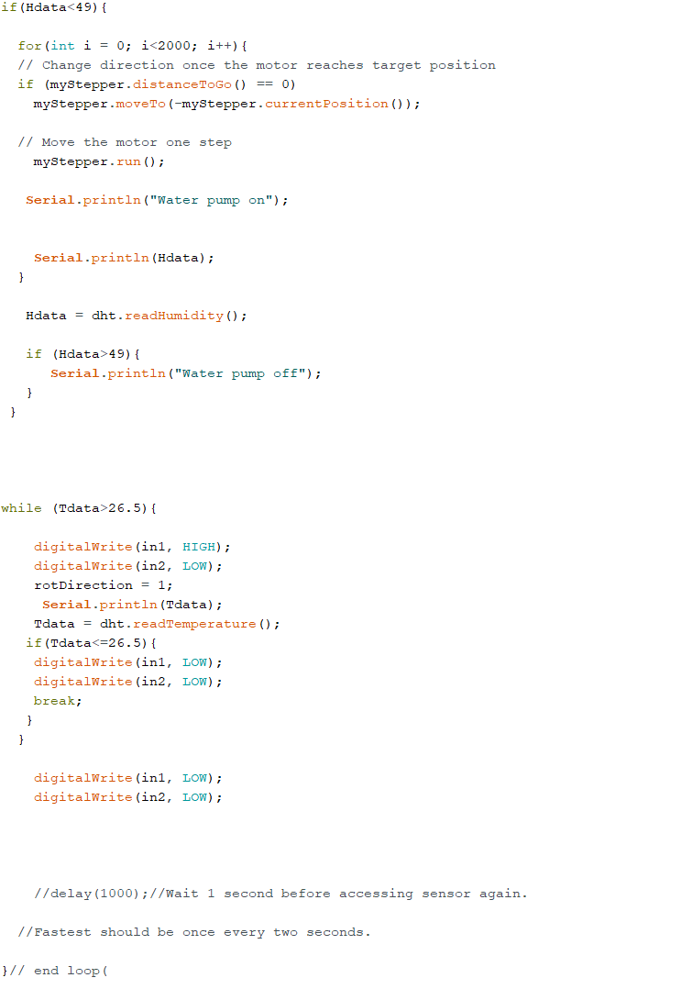 if(Hdata<49){
for(int i = 0; i<2000; i++){
// Change direction once the motor reaches target position
if (myStepper.distanceToGo() == 0)
myStepper.moveTo(-myStepper.currentPosition());
// Move the motor one step
myStepper.run();
Serial.println("Water pump on");
Serial.println(Hdata);
}
Hdata = dht.readHumidity();
if (Hdata>49){
Serial.println("Water pump off");
}
}
while (Tdata>26.5){
digitalWrite(in1, HIGH);
digitalWrite(in2, LOW);
rotDirection = 1;
Serial.println(Tdata);
Tdata = dht.readTemperature();
if(Tdata<=26.5){
digitalWrite(in1, LOW);
digitalWrite(in2, LOW);
break;
}
}
digitalWrite(in1, LOW);
digitalWrite(in2, LOW);
//delay(1000);//Wait 1 second before accessing sensor again.
//Fastest should be once every two seconds.
}// end loop(